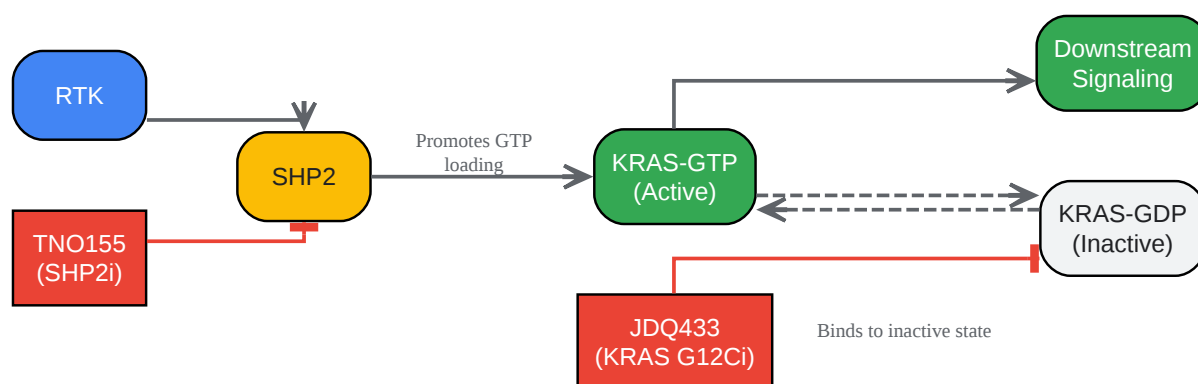 Downstream
Signaling
RTK
Promotes GTP
loading
SHP2
KRAS-GTP
(Active)
KRAS-GDP
(Inactive)
TNO155
(SHP2i)
JDQ433
(KRAS G12Ci)
Binds to inactive state